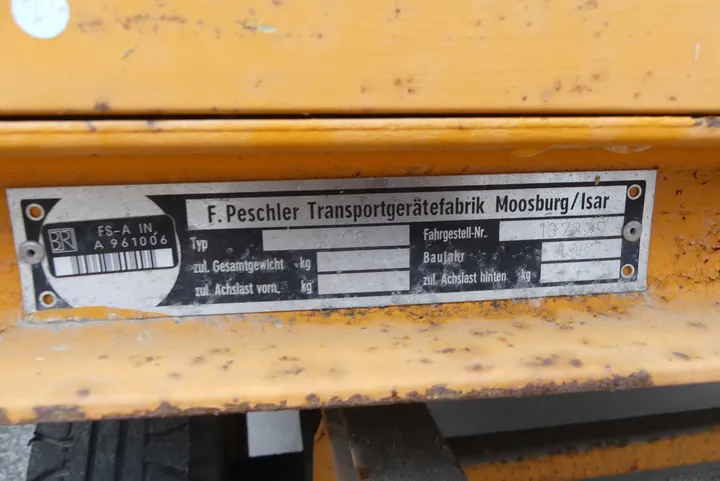 F. Peschler Transportgerätefabrik Moosburg/Isar
BR
FS-A IN
A 961006
Typ
Fahrgestell-Nr.
zul. Gesamtgewicht kg
Baujahr
zul. Achslast vorn. kg
zul. Achslast hinten kg